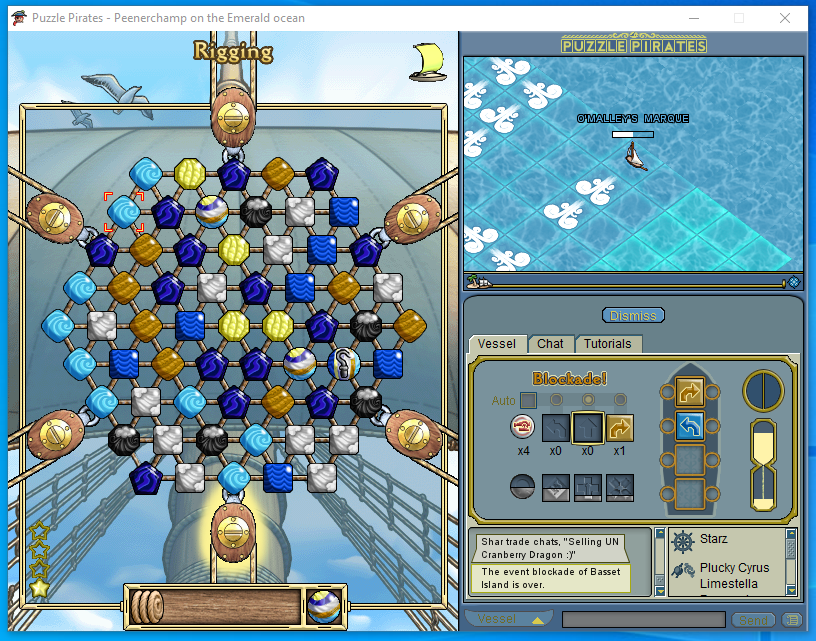 Puzzle Pirates - Peenerchamp on the Emerald ocean
Rigging
PUZZLE PIRATES
O'MALLEY'S MARQUE
Dismiss
Vessel
Chat
Tutorials
Blockade!
Auto
x4
x0
x0
x1
Shar trade chats, "Selling UN
Cranberry Dragon :)"
The event blockade of Basset
Island is over.
Starz
Plucky Cyrus
Limestella
Vessel
Send